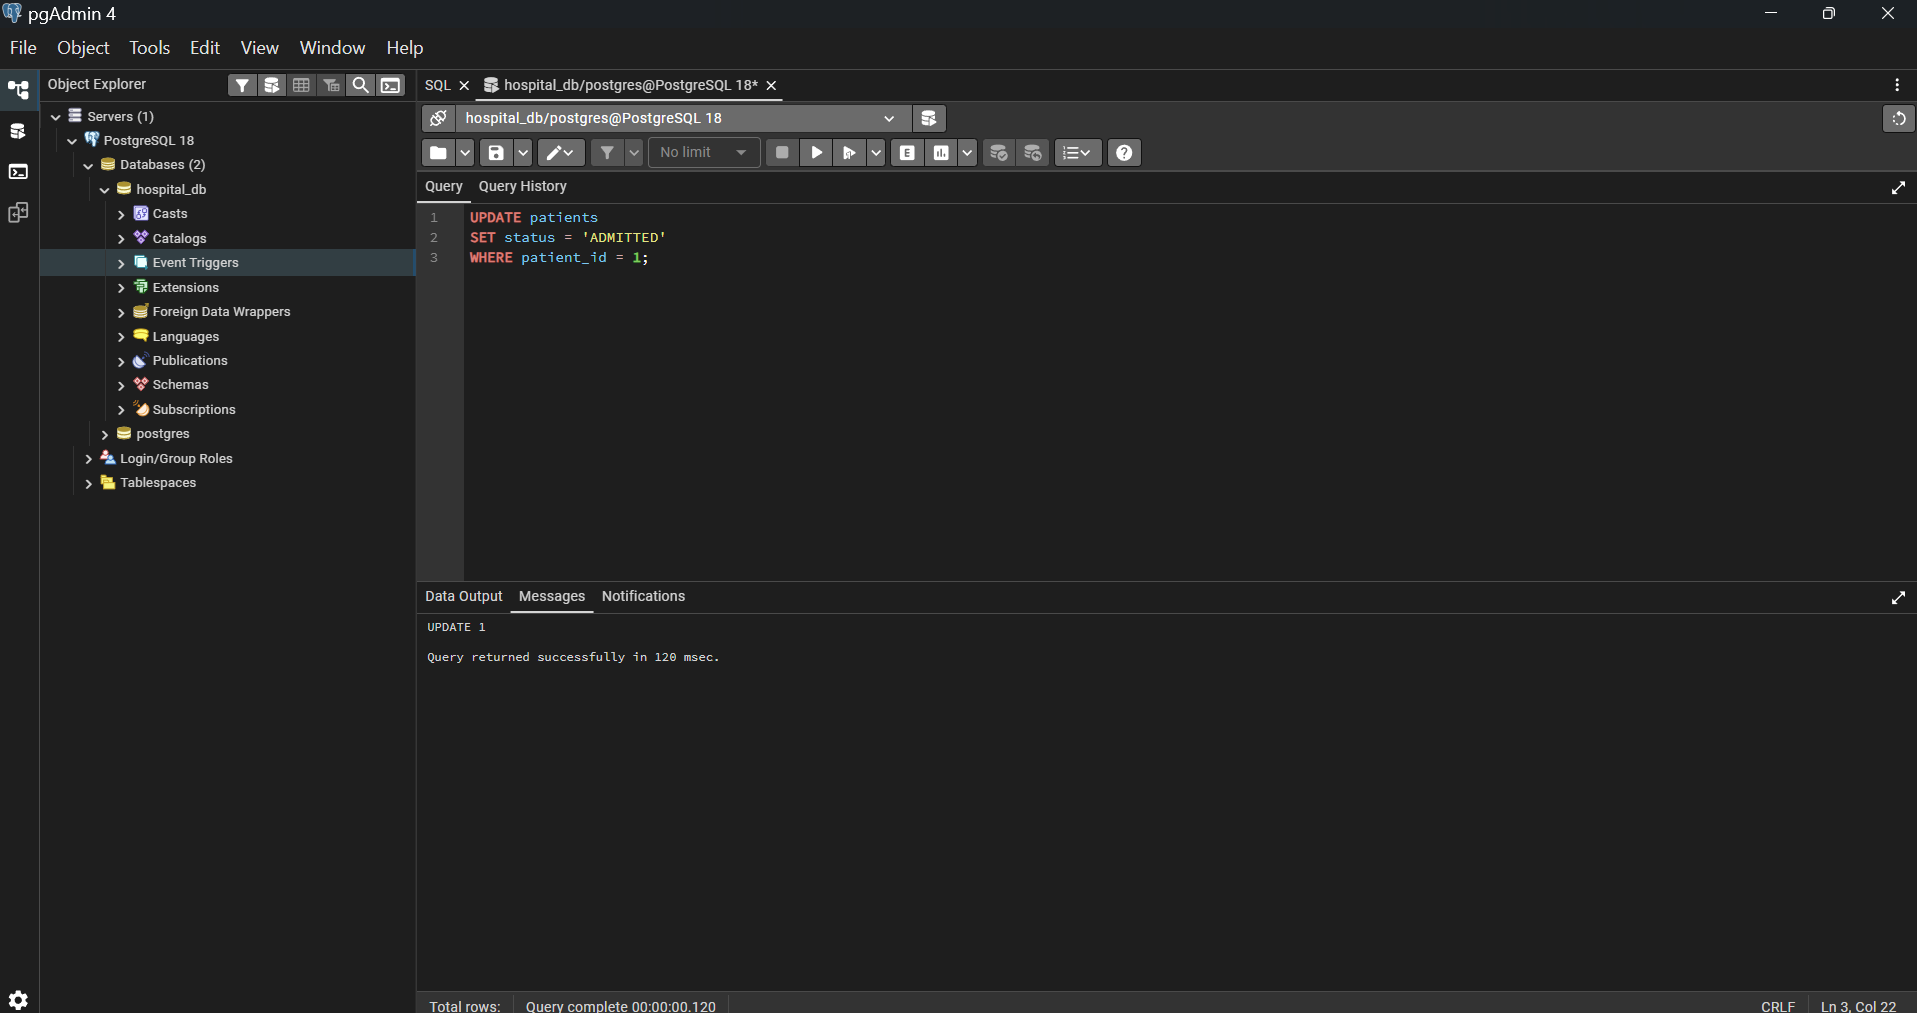 pgAdmin 4
File Object Tools Edit View Window Help
Object Explorer
Servers (1)
PostgreSQL 18
Databases (2)
hospital_db
Casts
Catalogs
Event Triggers
Extensions
Foreign Data Wrappers
Languages
Publications
Schemas
Subscriptions
postgres
Login/Group Roles
Tablespaces
SQL hospital_db/postgres@PostgreSQL 18*
hospital_db/postgres@PostgreSQL 18
No limit E
Query Query History
1 UPDATE patients
2 SET status = 'ADMITTED'
3 WHERE patient_id = 1;
Data Output Messages Notifications
UPDATE 1
Query returned successfully in 120 msec.
Total rows: Query complete 00:00:00.120 CRLF Ln 3, Col 22